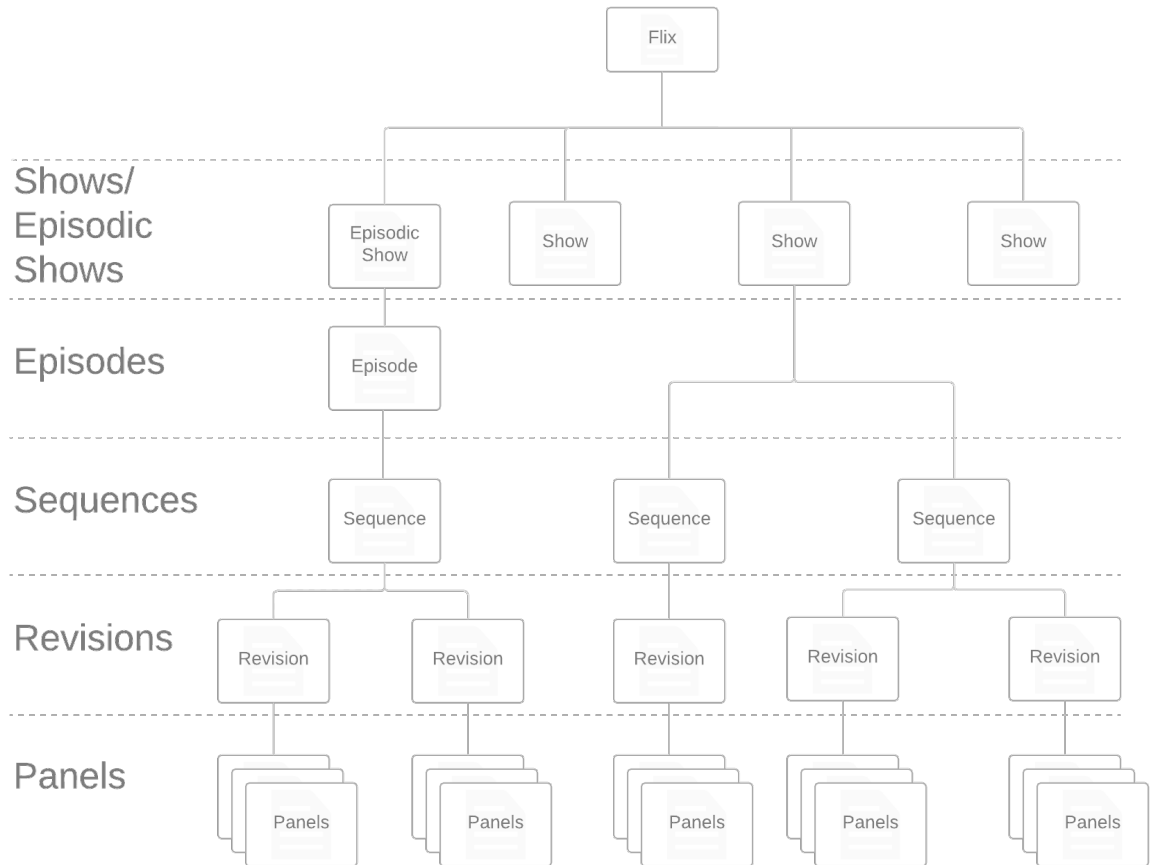 Flix
Shows/
Episodic
Shows
Episodic
Show
Show
Show
Show
Episodes
Episode
Sequences
Sequence
Sequence
Sequence
Revisions
Revision
Revision
Revision
Revision
Revision
Panels
Panels
Panels
Panels
Panels
Panels